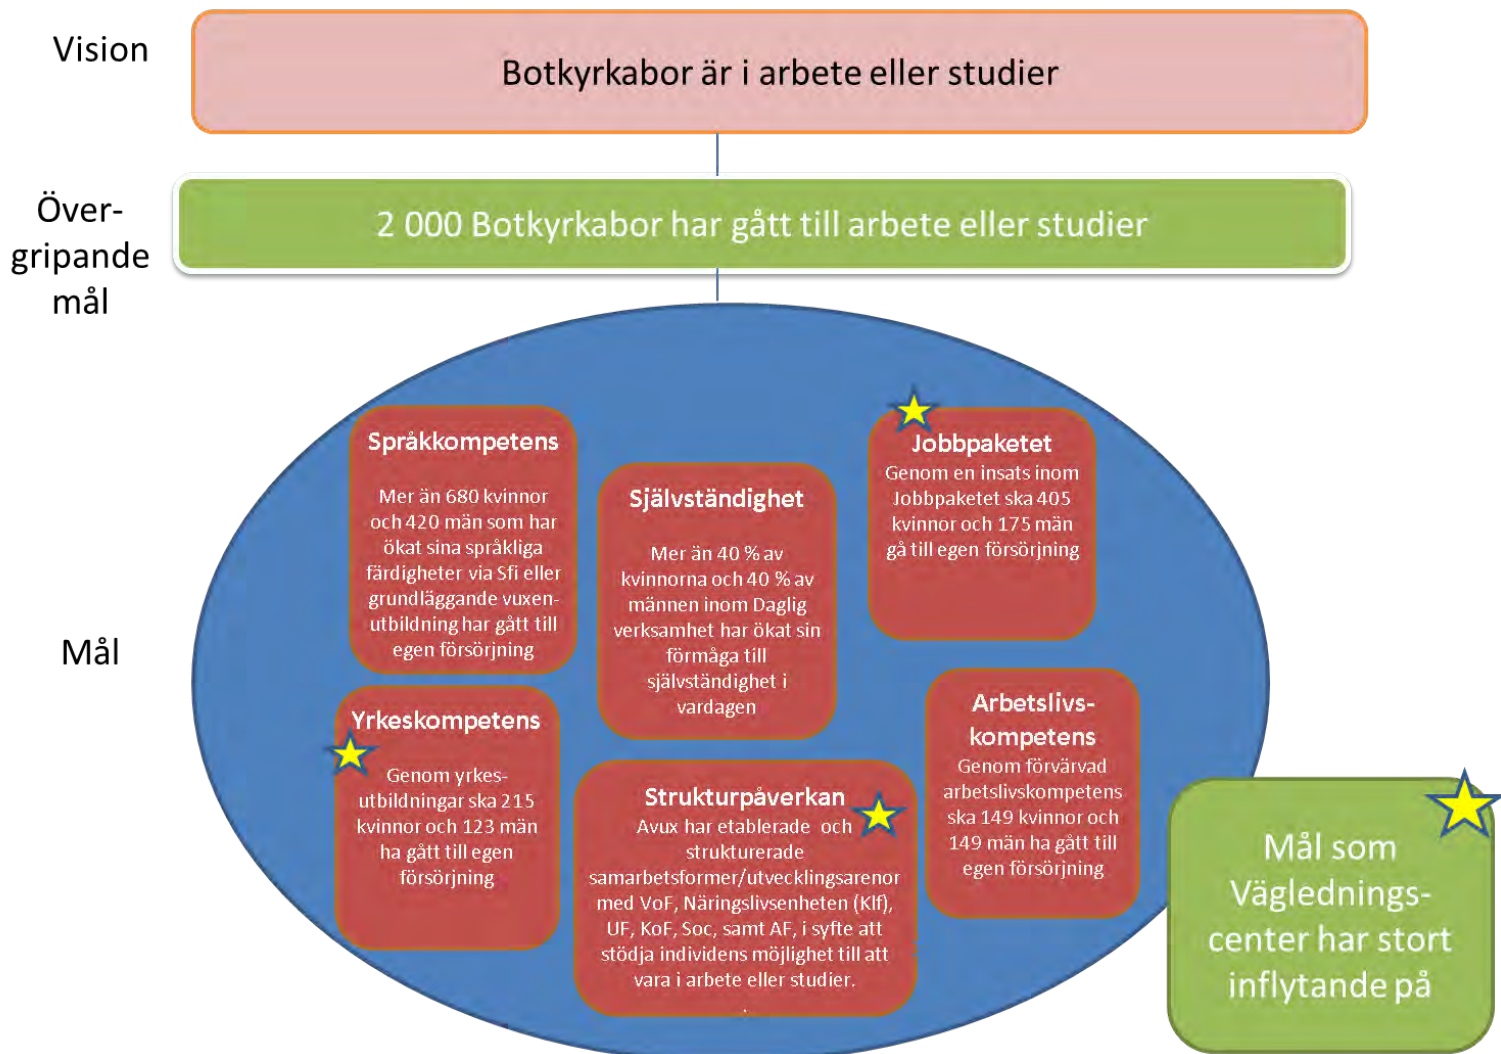 Vision
Botkyrkabor är i arbete eller studier
Över-
gripande
mål
2 000 Botkyrkabor har gått till arbete eller studier
Mål
Språkkompetens
Mer än 680 kvinnor
och 420 män som har
ökat sina språkliga
färdigheter via Sfi eller
grundläggande vuxen-
utbildning har gått till
egen försörjning
Självständighet
Mer än 40 % av
kvinnorna och 40 % av
männen inom Daglig
verksamhet har ökat sin
förmåga till
självständighet i
vardagen
Jobbpaketet
Genom en insats inom
Jobbpaketet ska 405
kvinnor och 175 män
gå till egen försörjning
Yrkeskompetens
Genom yrkes-
utbildningar ska 215
kvinnor och 123 män
ha gått till egen
försörjning
Strukturpåverkan
Avux har etablerade och
strukturerade
samarbetsformer/utvecklingsarenor
med VoF, Näringslivsenheten (Klf),
UF, KoF, Soc, samt AF, i syfte att
stödja individens möjlighet till att
vara i arbete eller studier.
.
Arbetslivs-
kompetens
Genom förvärvad
arbetslivskompetens
ska 149 kvinnor och
149 män ha gått till
egen försörjning
Mål som
Väglednings-
center har stort
inflytande på